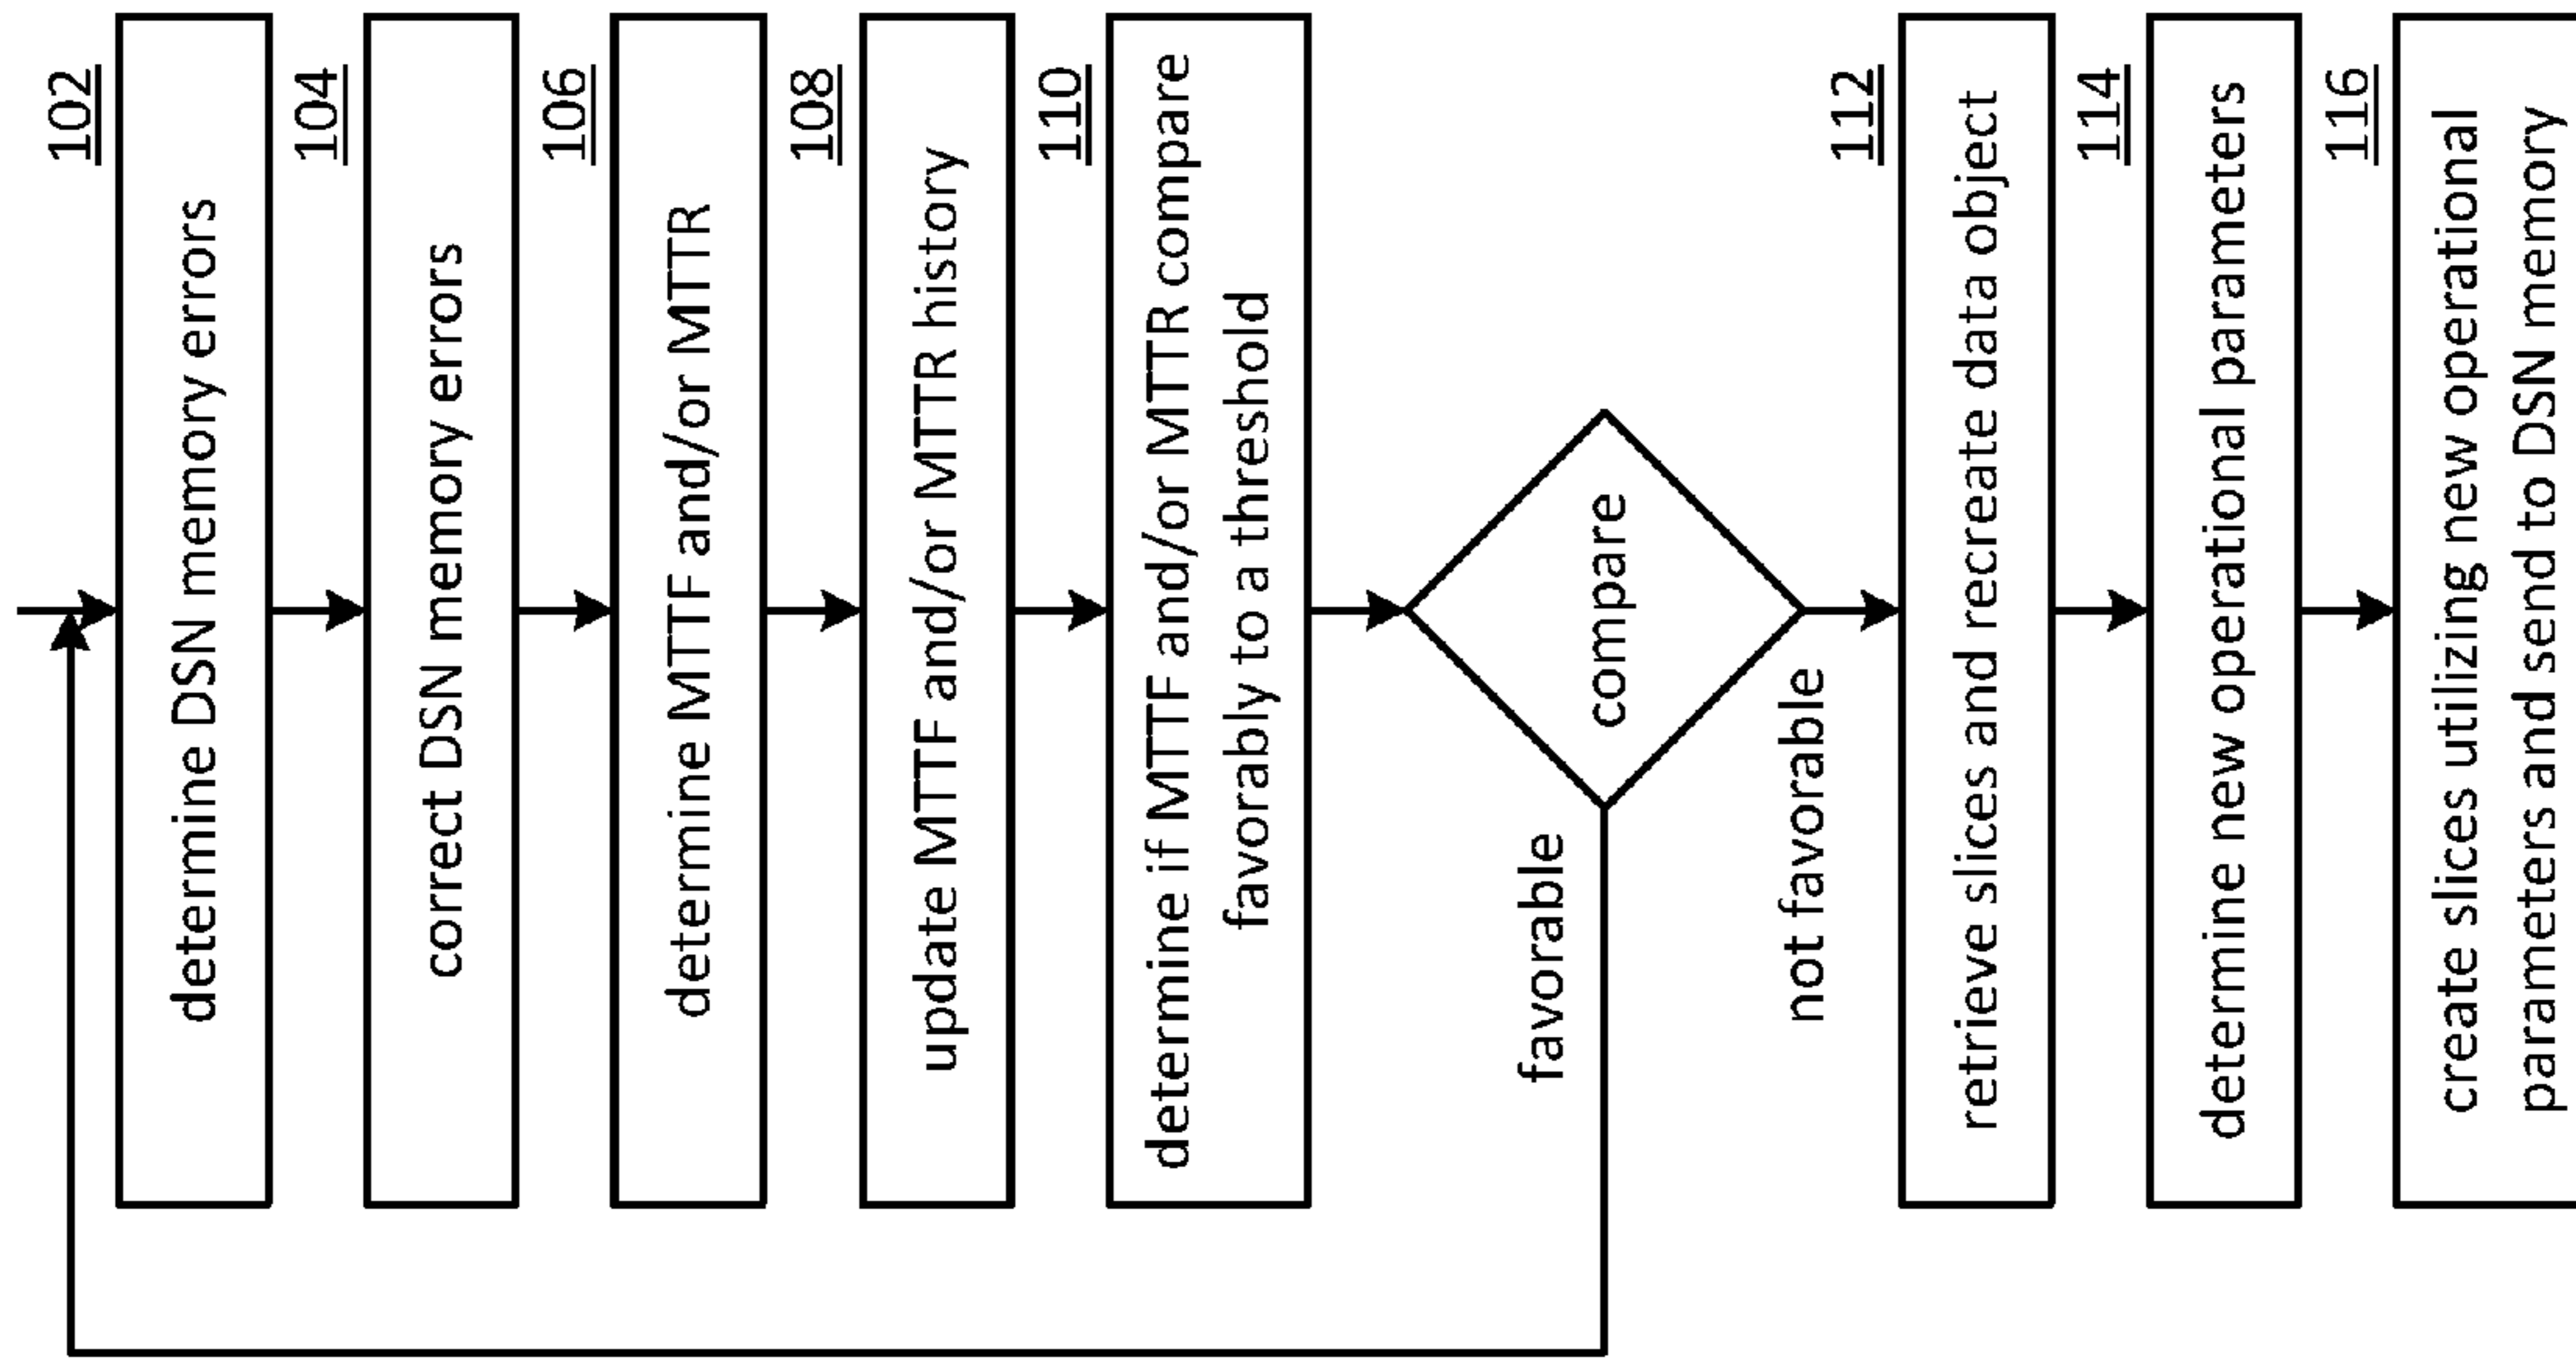 102
determine DSN memory errors
104
correct DSN memory errors
106
determine MTTF and/or MTTR
108
update MTTF and/or MTTR history
110
determine if MTTF and/or MTTR compare
favorably to a threshold
compare
favorable
not favorable
112
retrieve slices and recreate data object
114
determine new operational parameters
116
create slices utilizing new operational
parameters and send to DSN memory